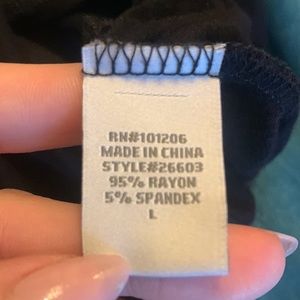 RN#101206
MADE IN CHINA
STYLE#26603
95% RAYON
5% SPANDEX
L